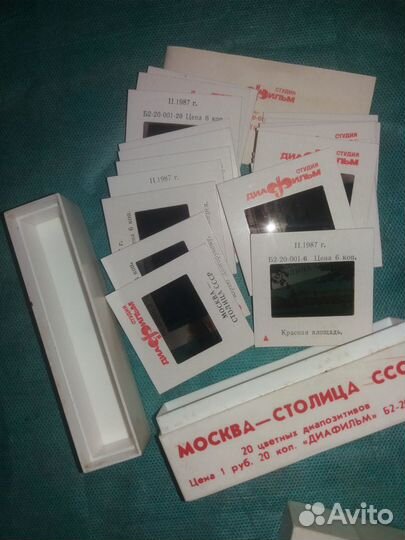 СТУДИЯ
ДИАФИЛЬМ
II.1987 г.
Б2-20-001-20 Цена 6 коп.
II.1987 г.
СТУДИЯ
СТУДИЯ
ДИАФИЛЬМ
II.1987 г.
Б2-20-001-6 Цена 6 коп.
Красная площадь.
МОСКВА —
СТОЛИЦА СССР
СТУДИЯ
ДИАФИЛЬМ
МОСКВА—СТОЛИЦА ССС
20 цветных диапозитивов
Цена 1 руб. 20 коп. «ДИАФИЛЬМ» Б2-2
Avito